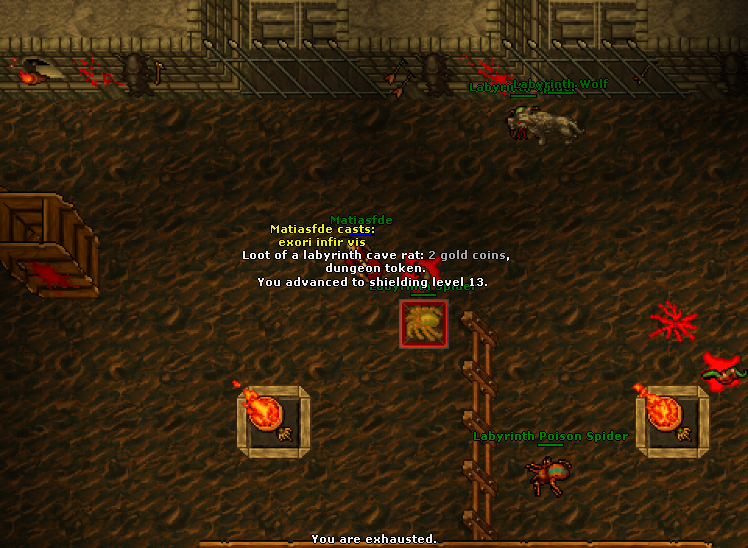 Labyrinth Wolf
Matiasfde
Matiasfde casts:
exori infir vis
Loot of a labyrinth cave rat: 2 gold coins,
dungeon token.
You advanced to shielding level 13.
Labyrinth Poison Spider
You are exhausted.